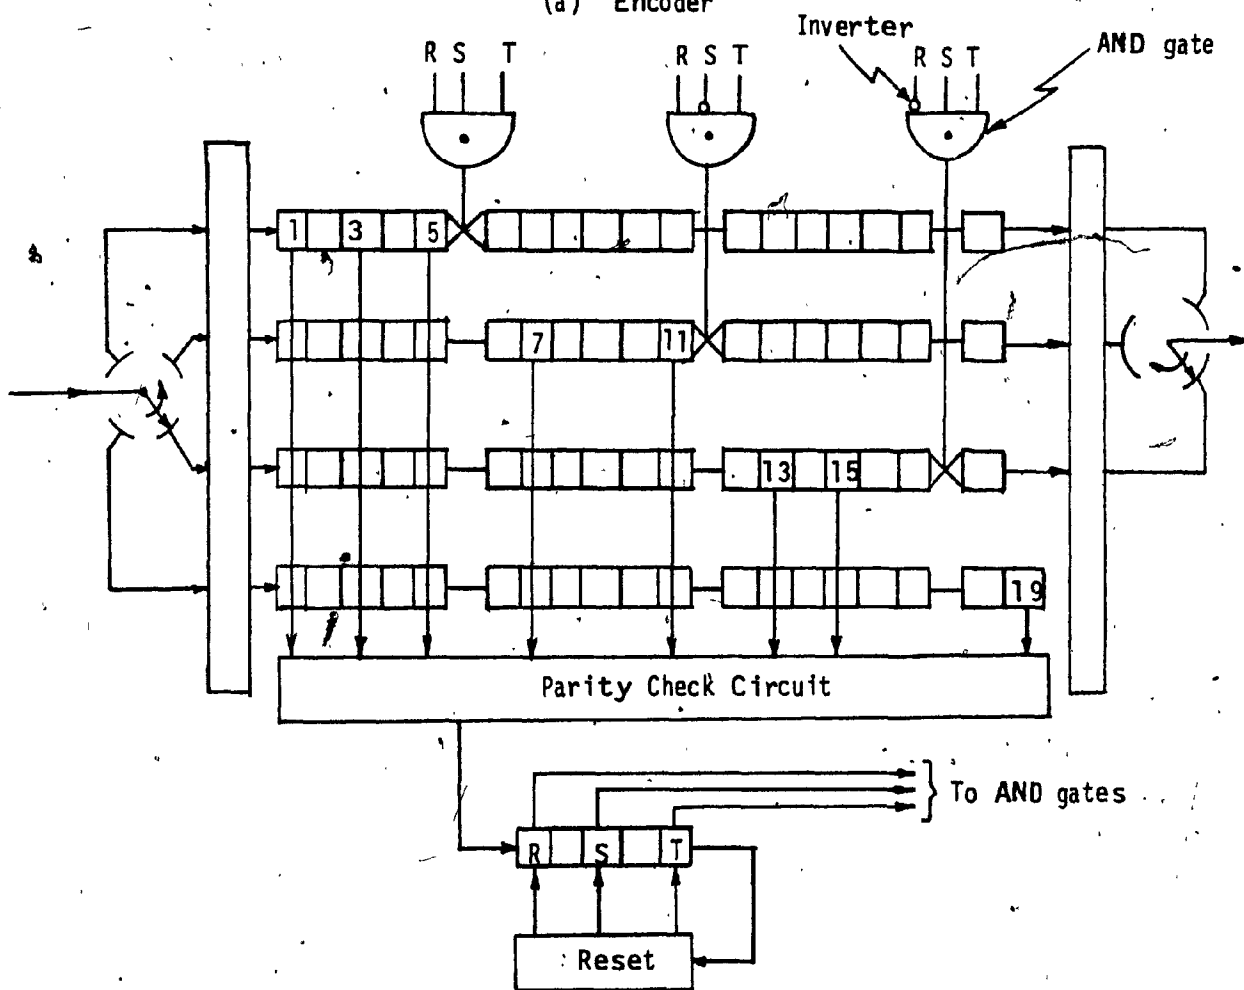 (a) Encoder
Inverter
AND gate
R S T
R S T
R S T
1 3 5
7 11
13 15
19
Parity Check Circuit
To AND gates
R S T
Reset